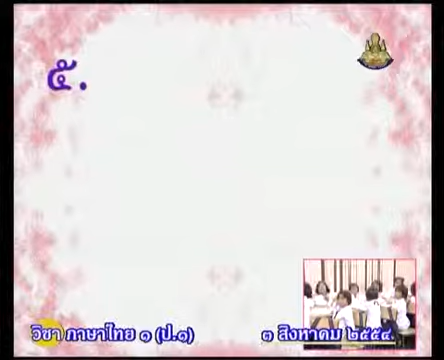 ๕.
วิชา ภาษาไทย ๑ (ป.๑)
๓ สิงหาคม ๒๕๕๔